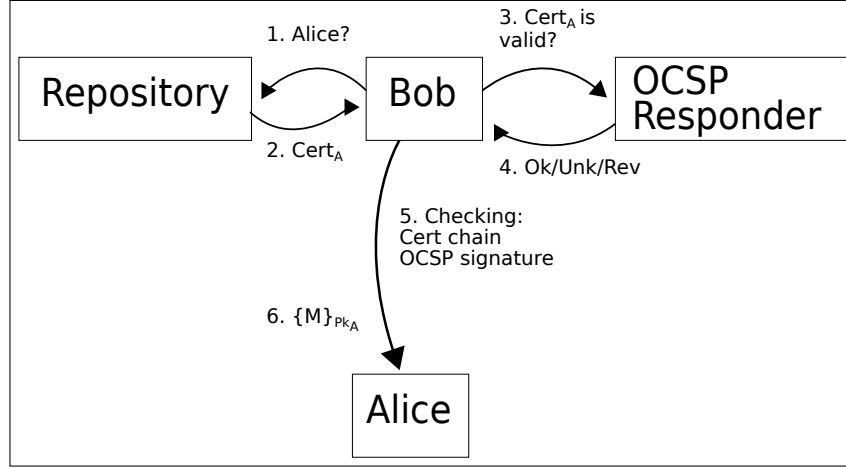 1. Alice?
3. Cert_A is
valid?
Repository
Bob
OCSP
Responder
2. Cert_A
4. Ok/Unk/Rev
5. Checking:
Cert chain
OCSP signature
6. {M}_Pk_A
Alice